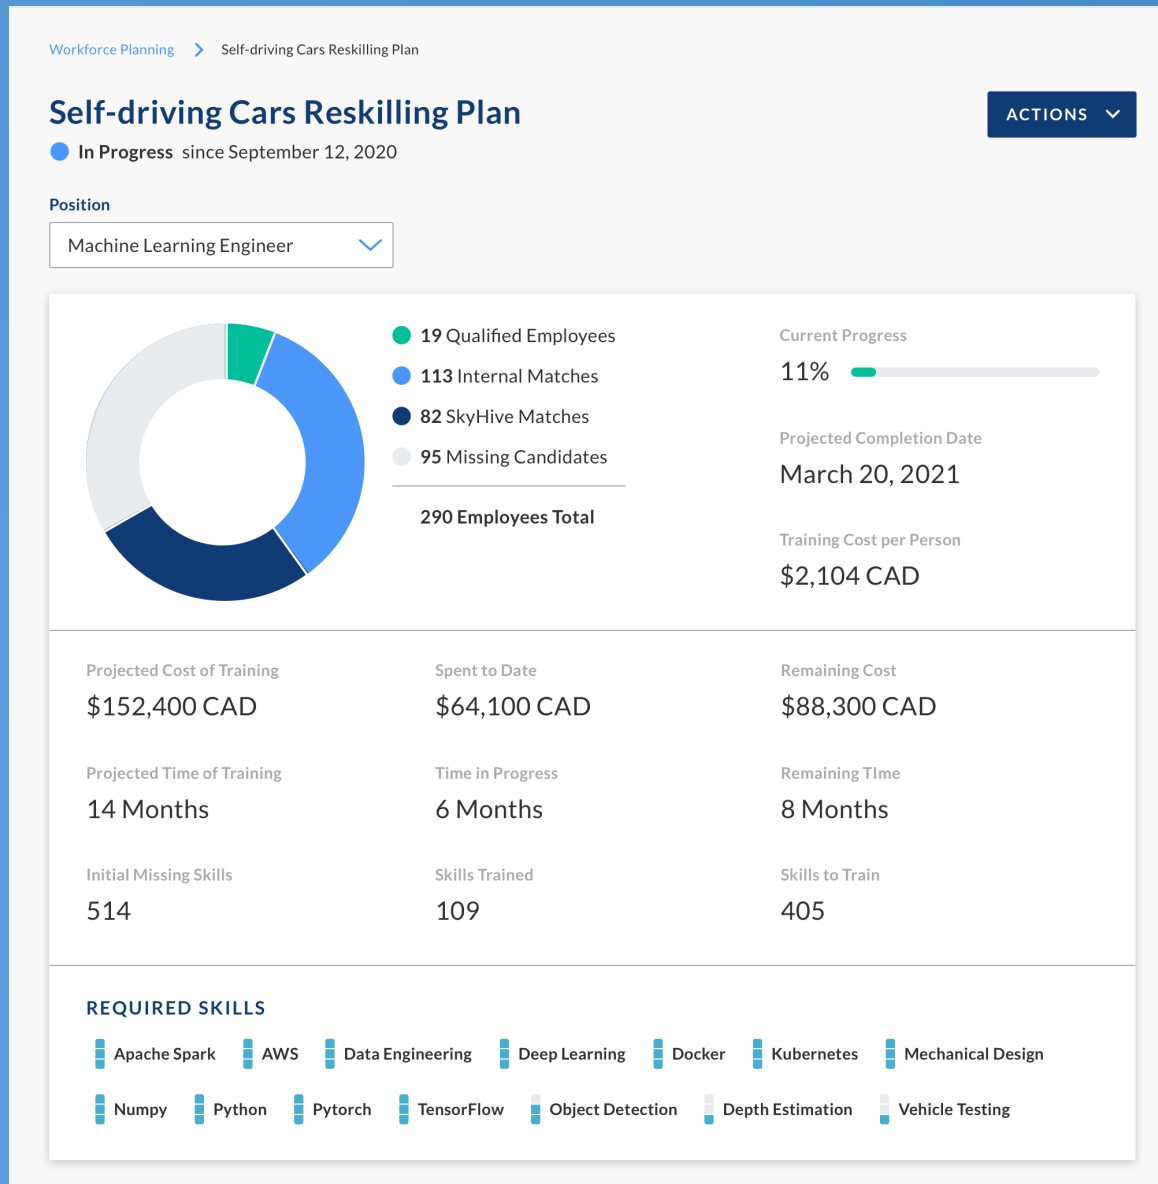 Workforce Planning > Self-driving Cars Reskilling Plan
Self-driving Cars Reskilling Plan
ACTIONS
In Progress since September 12, 2020
Position
Machine Learning Engineer
19 Qualified Employees
113 Internal Matches
82 SkyHive Matches
95 Missing Candidates
290 Employees Total
Current Progress
11%
Projected Completion Date
March 20, 2021
Training Cost per Person
$2,104 CAD
Projected Cost of Training
$152,400 CAD
Spent to Date
$64,100 CAD
Remaining Cost
$88,300 CAD
Projected Time of Training
14 Months
Time in Progress
6 Months
Remaining TIme
8 Months
Initial Missing Skills
514
Skills Trained
109
Skills to Train
405
REQUIRED SKILLS
Apache Spark AWS Data Engineering Deep Learning Docker Kubernetes Mechanical Design
Numpy Python Pytorch TensorFlow Object Detection Depth Estimation Vehicle Testing